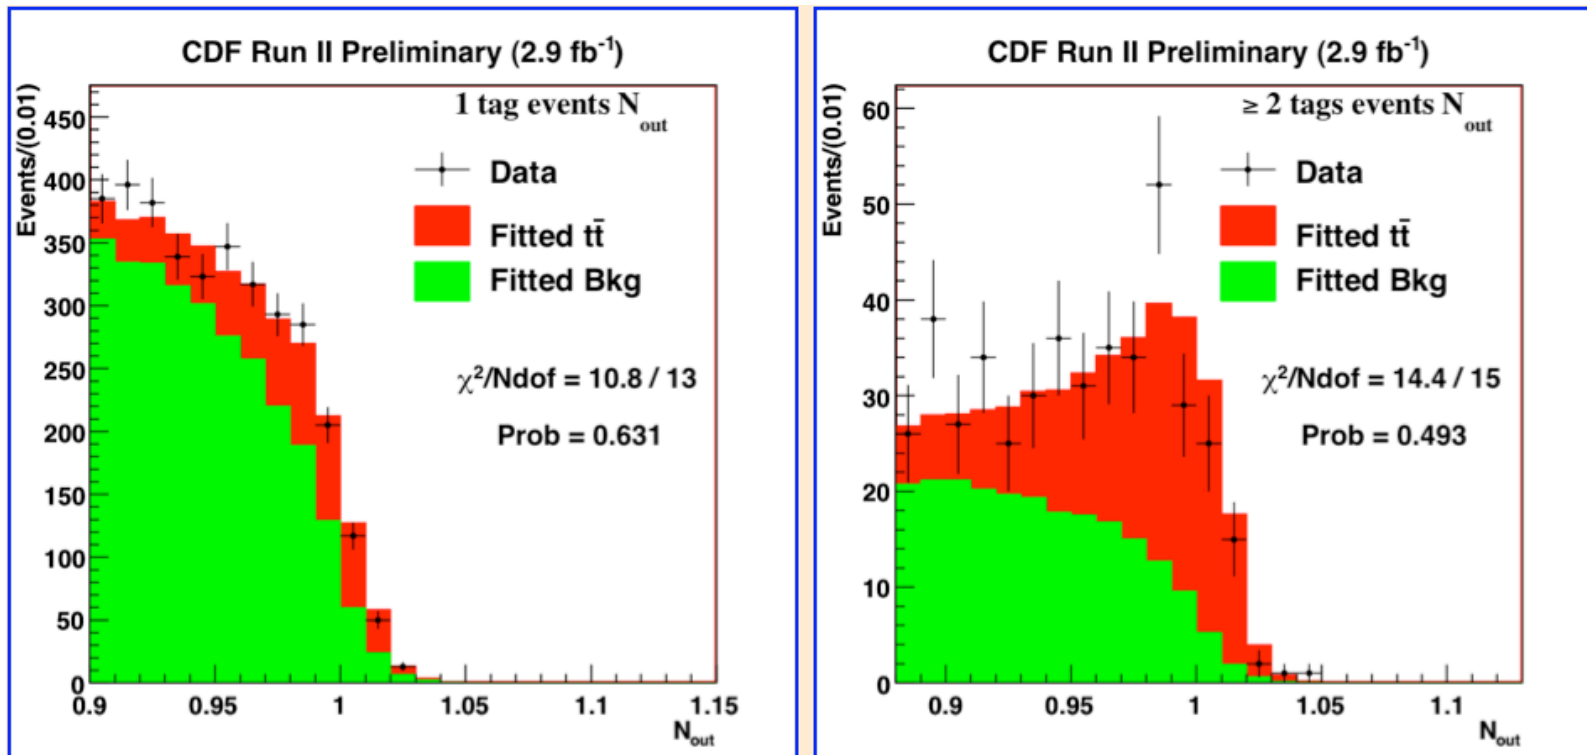 CDF Run II Preliminary (2.9 fb⁻¹)
Events/(0.01)
1 tag events N_out
Data
Fitted tt̄
Fitted Bkg
χ²/Ndof = 10.8 / 13
Prob = 0.631
450
400
350
300
250
200
150
100
50
0
0.9 0.95 1 1.05 1.1 1.15
N_out
CDF Run II Preliminary (2.9 fb⁻¹)
Events/(0.01)
≥ 2 tags events N_out
Data
Fitted tt̄
Fitted Bkg
χ²/Ndof = 14.4 / 15
Prob = 0.493
60
50
40
30
20
10
0
0.9 0.95 1 1.05 1.1
N_out